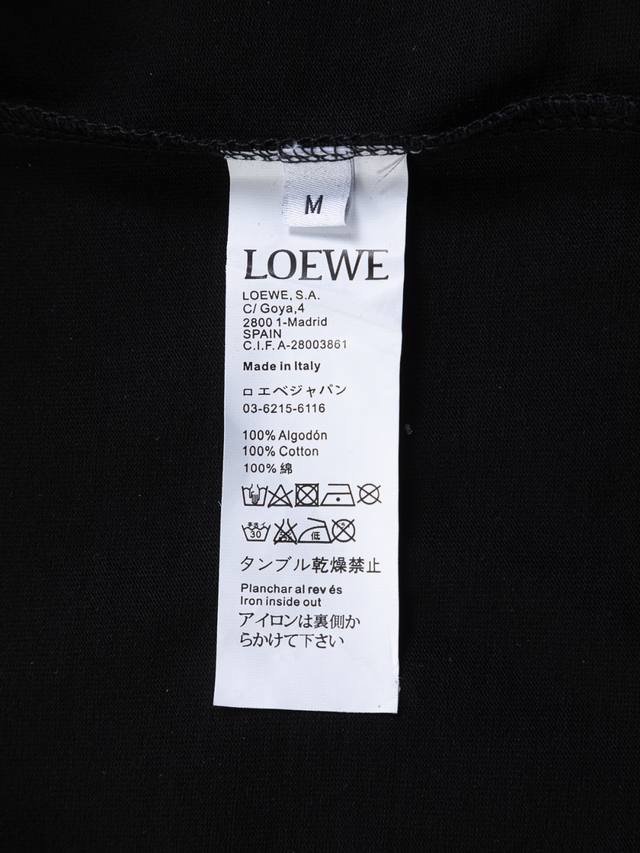 M
LOEWE
LOEWE, S.A.
C/ Goya,4
2800 1-Madrid
SPAIN
C.I.F. A-28003861
Made in Italy
ロエベジャパン
03-6215-6116
100% Algodón
100% Cotton
100% 綿
30
低
タンブル乾燥禁止
Planchar al rev és
Iron inside out
アイロンは裏側か
らかけて下さい